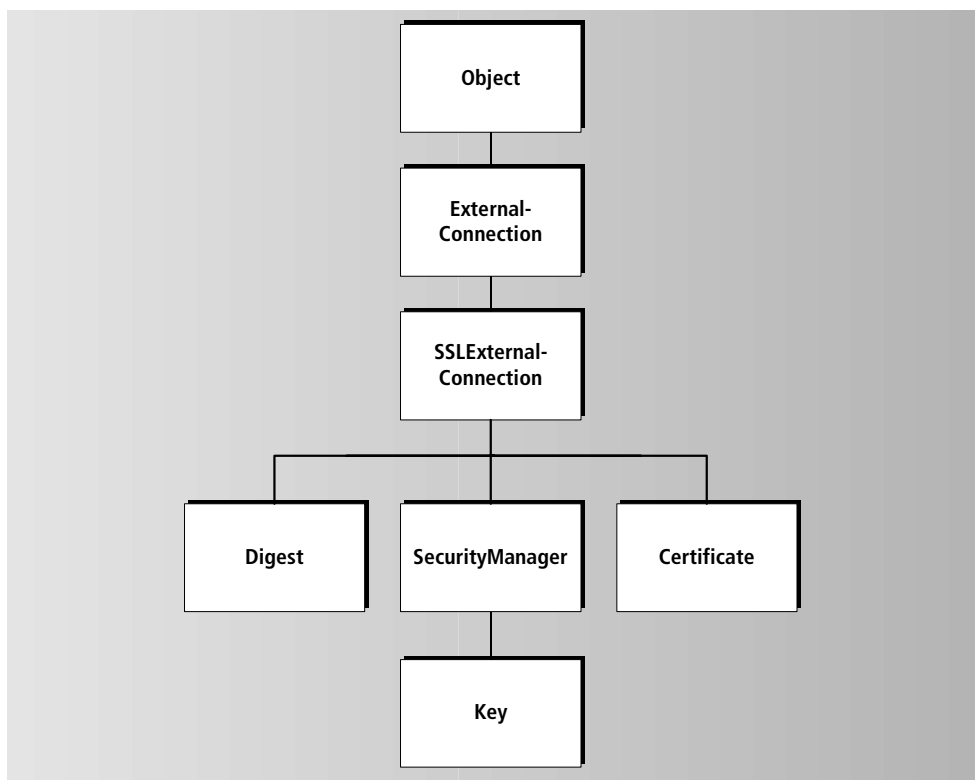 Object
External-
Connection
SSLExternal-
Connection
Digest
SecurityManager
Certificate
Key